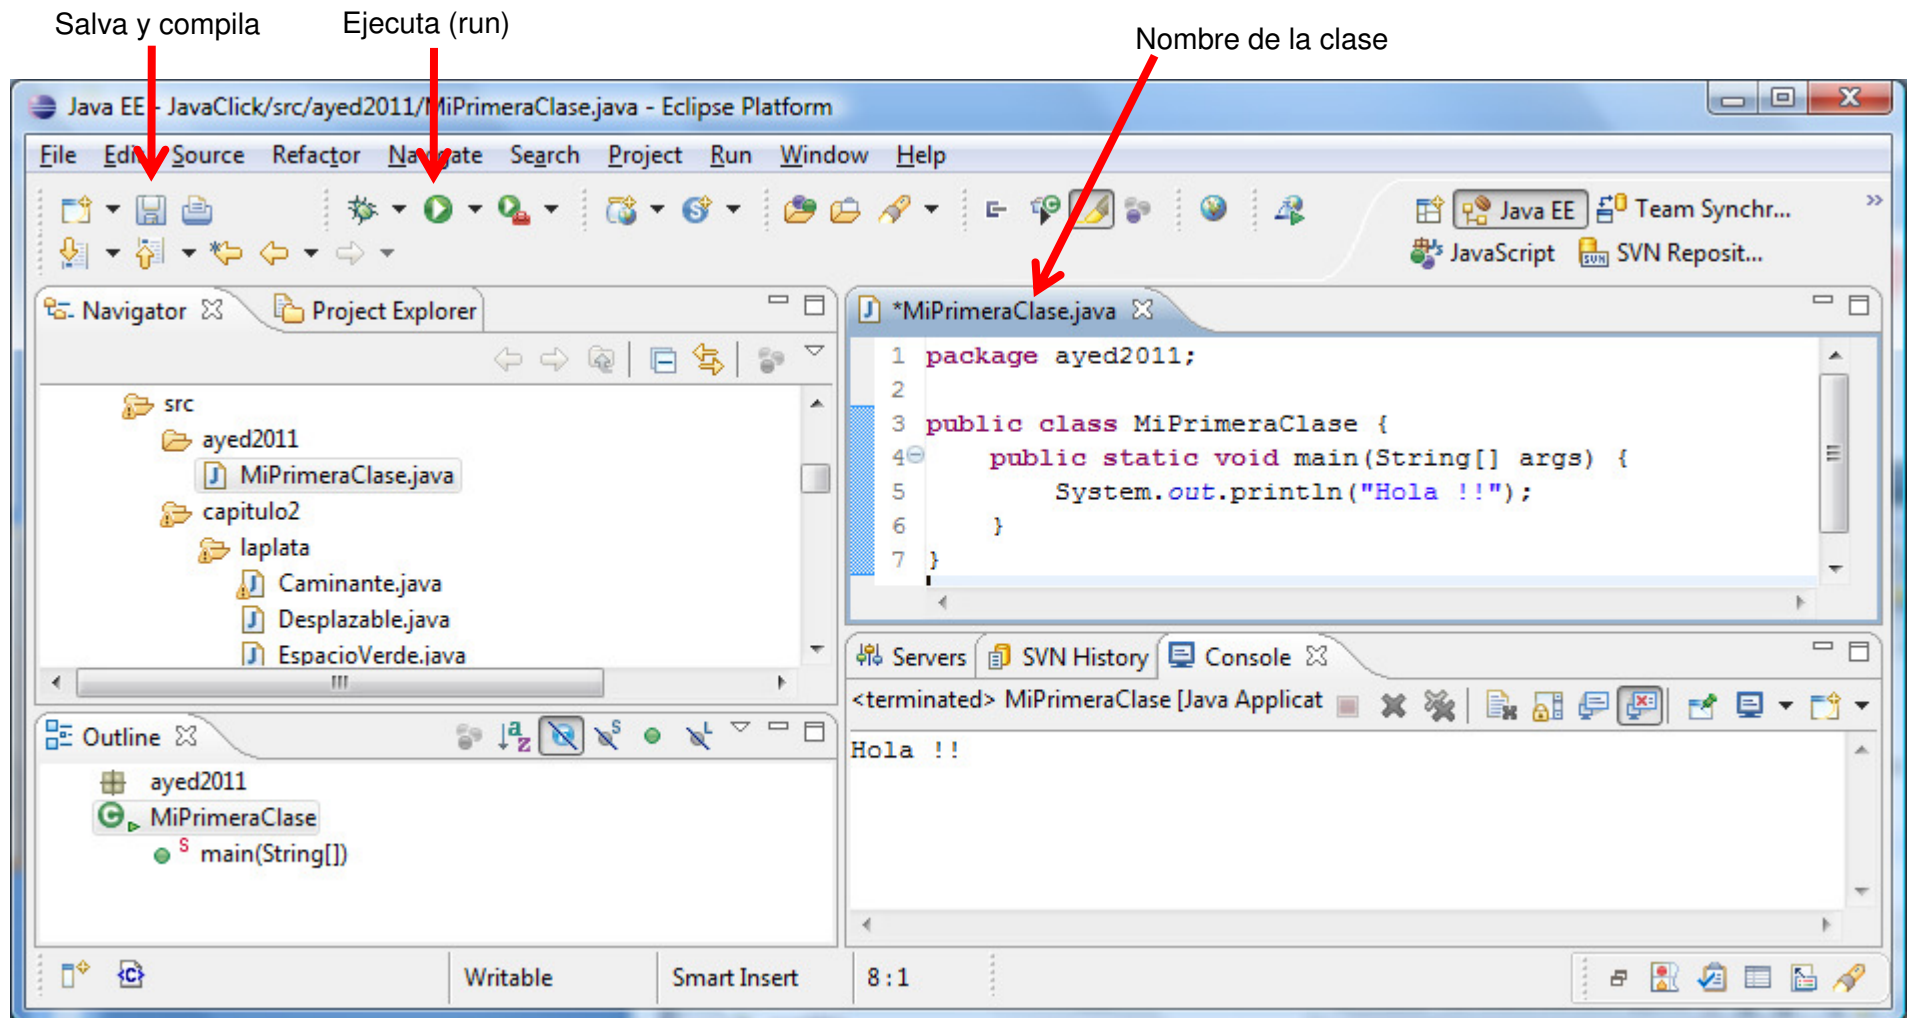 Salva y compila
Ejecuta (run)
Nombre de la clase
Java EE - JavaClick/src/ayed2011/MiPrimeraClase.java - Eclipse Platform
File Edit Source Refactor Navigate Search Project Run Window Help
Java EE
Team Synchr...
JavaScript
SVN Reposit...
Navigator
Project Explorer
src
ayed2011
MiPrimeraClase.java
capitulo2
laplata
Caminante.java
Desplazable.java
EspacioVerde.java
*MiPrimeraClase.java
1 package ayed2011;
2
3 public class MiPrimeraClase {
4 public static void main(String[] args) {
5 System.out.println("Hola !!");
6 }
7 }
Servers
SVN History
Console
<terminated> MiPrimeraClase [Java Applicat
Hola !!
Outline
ayed2011
MiPrimeraClase
main(String[])
Writable
Smart Insert
8 : 1